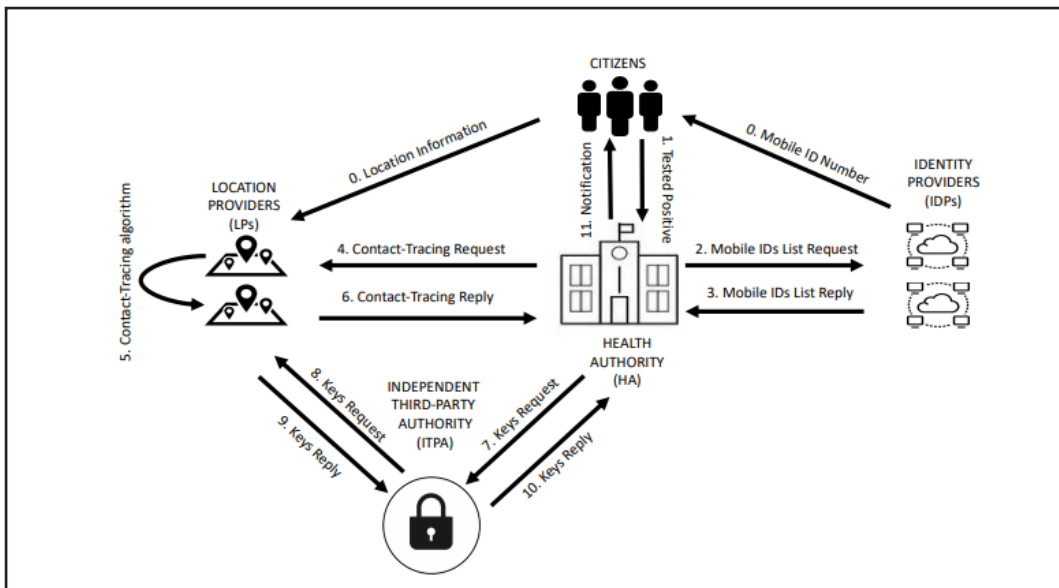 CITIZENS
0. Location Information
0. Mobile ID Number
11. Notification
1. Tested Positive
LOCATION
PROVIDERS
(LPs)
IDENTITY
PROVIDERS
(IDPs)
5. Contact-Tracing algorithm
4. Contact-Tracing Request
2. Mobile IDs List Request
6. Contact-Tracing Reply
3. Mobile IDs List Reply
HEALTH
AUTHORITY
(HA)
INDEPENDENT
THIRD-PARTY
AUTHORITY
(ITPA)
8. Keys Request
9. Keys Reply
7. Keys Request
10. Keys Reply